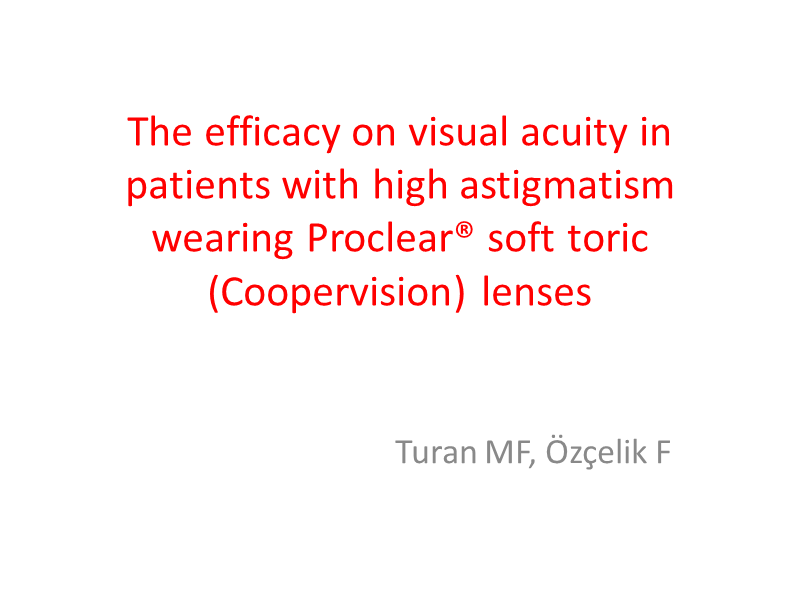 The efficacy on visual acuity in
patients with high astigmatism
wearing Proclear® soft toric
(Coopervision) lenses
Turan MF, Özçelik F